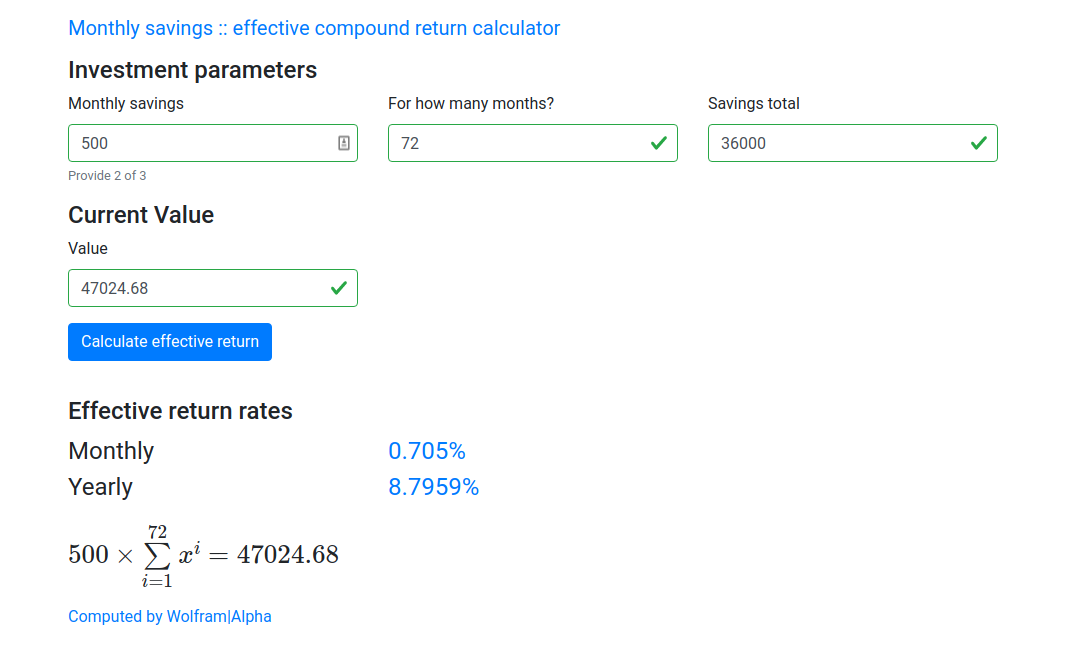 Monthly savings :: effective compound return calculator
Investment parameters
Monthly savings For how many months? Savings total
500 72 36000
Provide 2 of 3
Current Value
Value
47024.68
Calculate effective return
Effective return rates
Monthly 0.705%
Yearly 8.7959%
500 × ∑_{i=1}^{72} x^i = 47024.68
Computed by Wolfram|Alpha